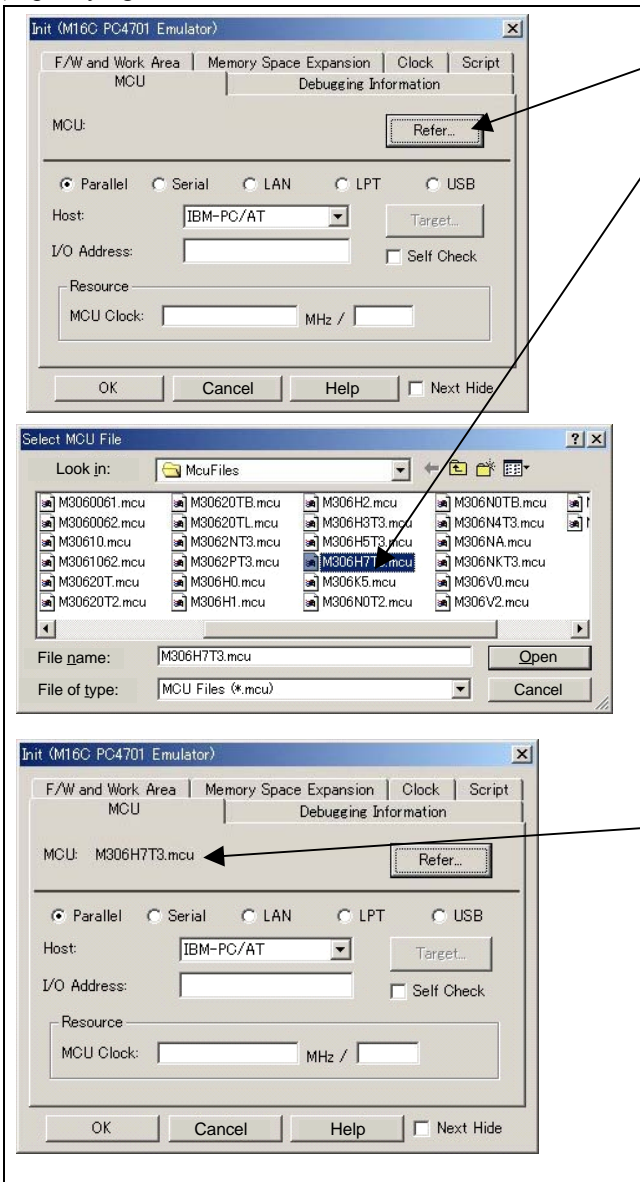 Init (M16C PC4701 Emulator)
F/W and Work Area Memory Space Expansion Clock Script
MCU Debugging Information
MCU: Refer...
Parallel Serial LAN LPT USB
Host: IBM-PC/AT Target...
I/O Address: Self Check
Resource
MCU Clock: MHz /
OK Cancel Help Next Hide
Select MCU File
Look in: McuFiles
M3060061.mcu M30620TB.mcu M306H2.mcu M306N0TB.mcu
M3060062.mcu M30620TL.mcu M306H3T3.mcu M306N4T3.mcu
M30610.mcu M3062NT3.mcu M306H5T3.mcu M306NA.mcu
M3061062.mcu M3062PT3.mcu M306H7T3.mcu M306NKT3.mcu
M30620T.mcu M306H0.mcu M306K5.mcu M306V0.mcu
M30620T2.mcu M306H1.mcu M306N0T2.mcu M306V2.mcu
File name: M306H7T3.mcu Open
File of type: MCU Files (*.mcu) Cancel
Init (M16C PC4701 Emulator)
F/W and Work Area Memory Space Expansion Clock Script
MCU Debugging Information
MCU: M306H7T3.mcu Refer...
Parallel Serial LAN LPT USB
Host: IBM-PC/AT Target...
I/O Address: Self Check
Resource
MCU Clock: MHz /
OK Cancel Help Next Hide